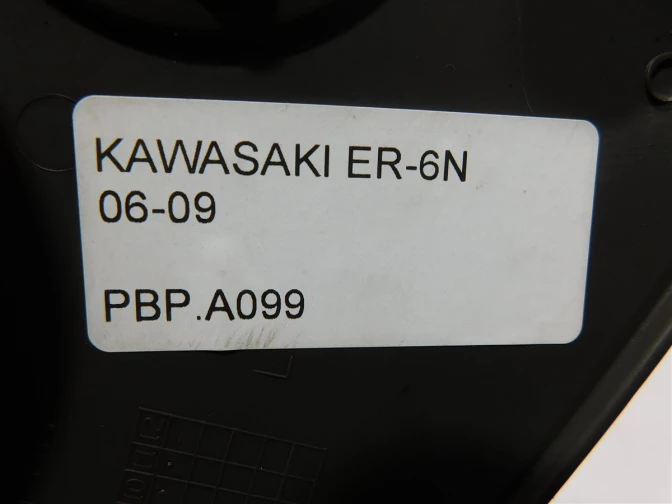 KAWASAKI ER-6N
06-09
PBP.A099
L